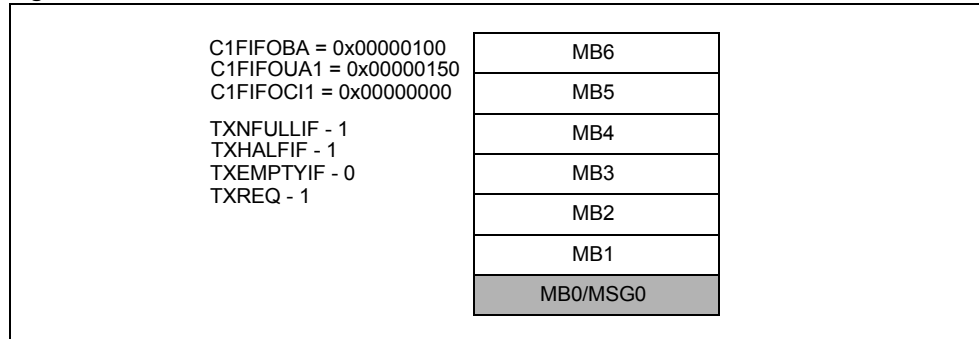 C1FIFOBA = 0x00000100
C1FIFOUA1 = 0x00000150
C1FIFOCI1 = 0x00000000
TXNFULLIF - 1
TXHALFIF - 1
TXEMPTYIF - 0
TXREQ - 1
MB6
MB5
MB4
MB3
MB2
MB1
MB0/MSG0